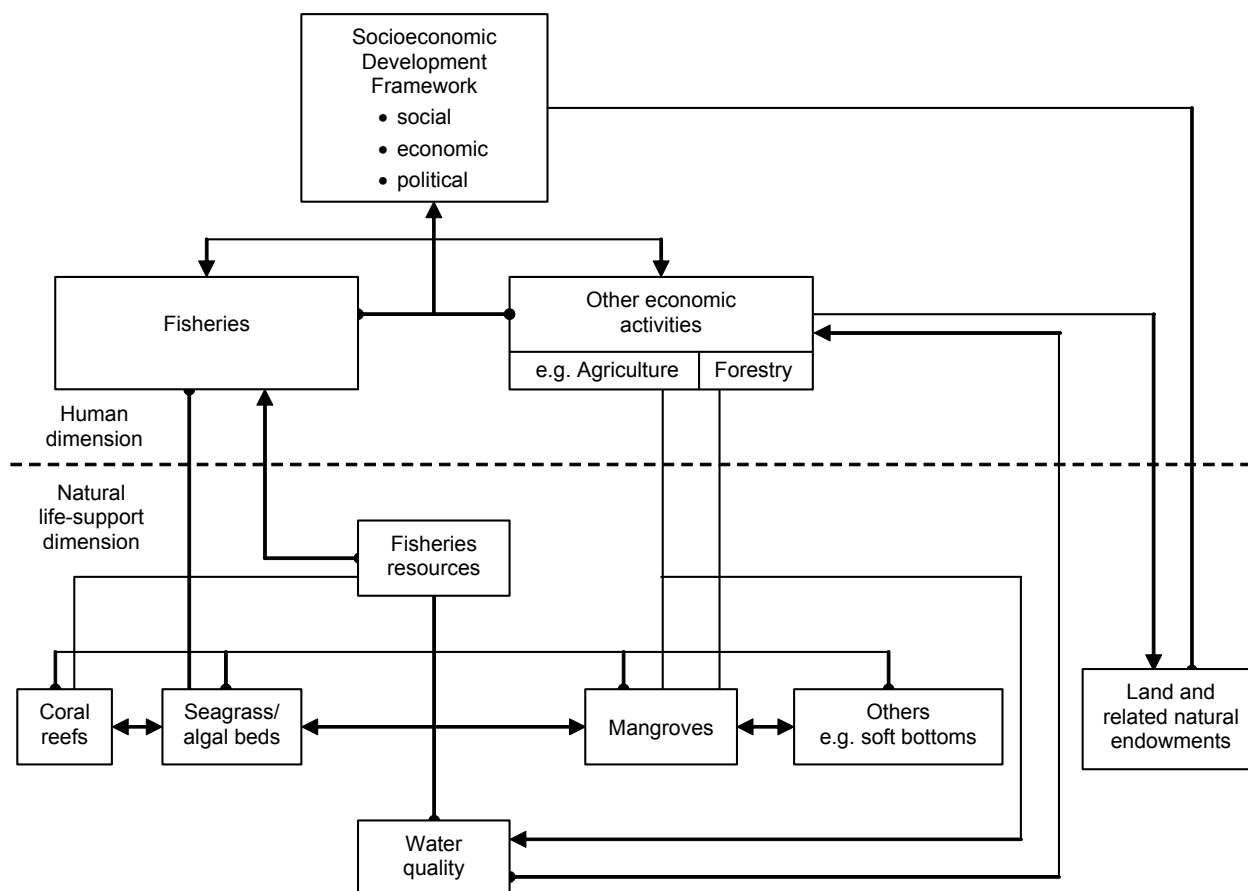 Socioeconomic
Development
Framework
• social
• economic
• political
Fisheries
Other economic
activities
e.g. Agriculture
Forestry
Human
dimension
Natural
life-support
dimension
Fisheries
resources
Coral
reefs
Seagrass/
algal beds
Mangroves
Others
e.g. soft bottoms
Land and
related natural
endowments
Water
quality